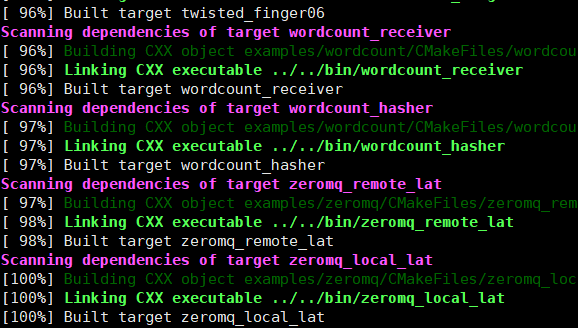 [ 96%] Built target twisted_finger06
Scanning dependencies of target wordcount_receiver
[ 96%] Building CXX object examples/wordcount/CMakeFiles/wordcou
[ 96%] Linking CXX executable ../../bin/wordcount_receiver
[ 96%] Built target wordcount_receiver
Scanning dependencies of target wordcount_hasher
[ 97%] Building CXX object examples/wordcount/CMakeFiles/wordcou
[ 97%] Linking CXX executable ../../bin/wordcount_hasher
[ 97%] Built target wordcount_hasher
Scanning dependencies of target zeromq_remote_lat
[ 97%] Building CXX object examples/zeromq/CMakeFiles/zeromq_rem
[ 98%] Linking CXX executable ../../bin/zeromq_remote_lat
[ 98%] Built target zeromq_remote_lat
Scanning dependencies of target zeromq_local_lat
[100%] Building CXX object examples/zeromq/CMakeFiles/zeromq_loc
[100%] Linking CXX executable ../../bin/zeromq_local_lat
[100%] Built target zeromq_local_lat